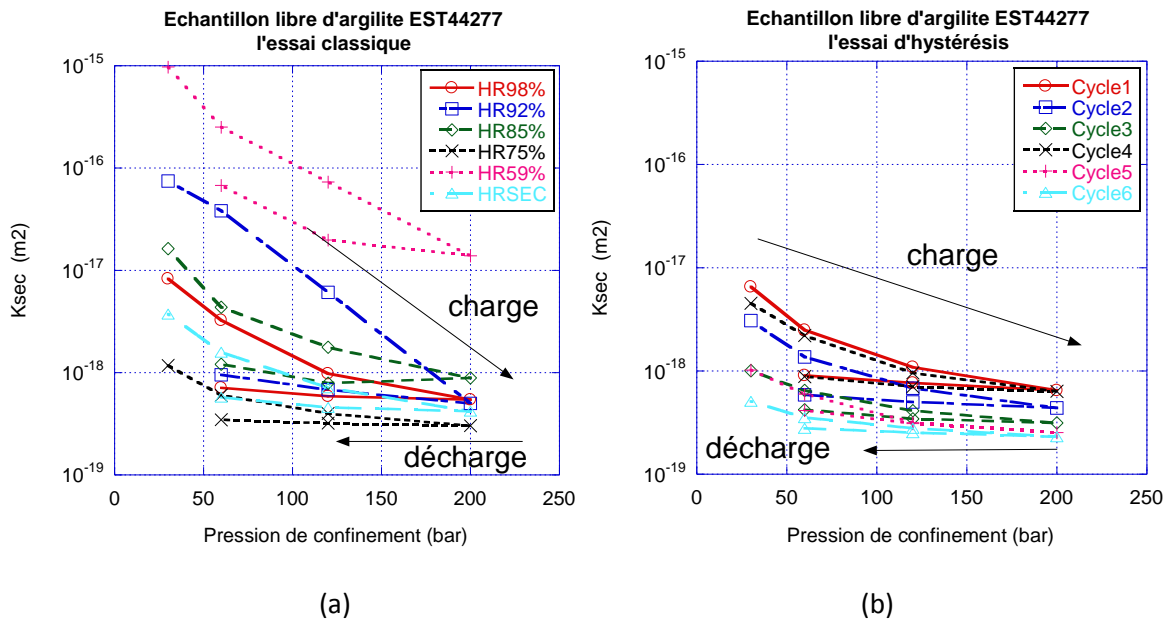 Echantillon libre d'argilite EST44277
l'essai classique
Ksec (m2)
10-15
10-16
10-17
10-18
10-19
HR98%
HR92%
HR85%
HR75%
HR59%
HRSEC
charge
décharge
0 50 100 150 200 250
Pression de confinement (bar)
(a)
Echantillon libre d'argilite EST44277
l'essai d'hystérésis
Ksec (m2)
10-15
10-16
10-17
10-18
10-19
Cycle1
Cycle2
Cycle3
Cycle4
Cycle5
Cycle6
charge
décharge
0 50 100 150 200 250
Pression de confinement (bar)
(b)